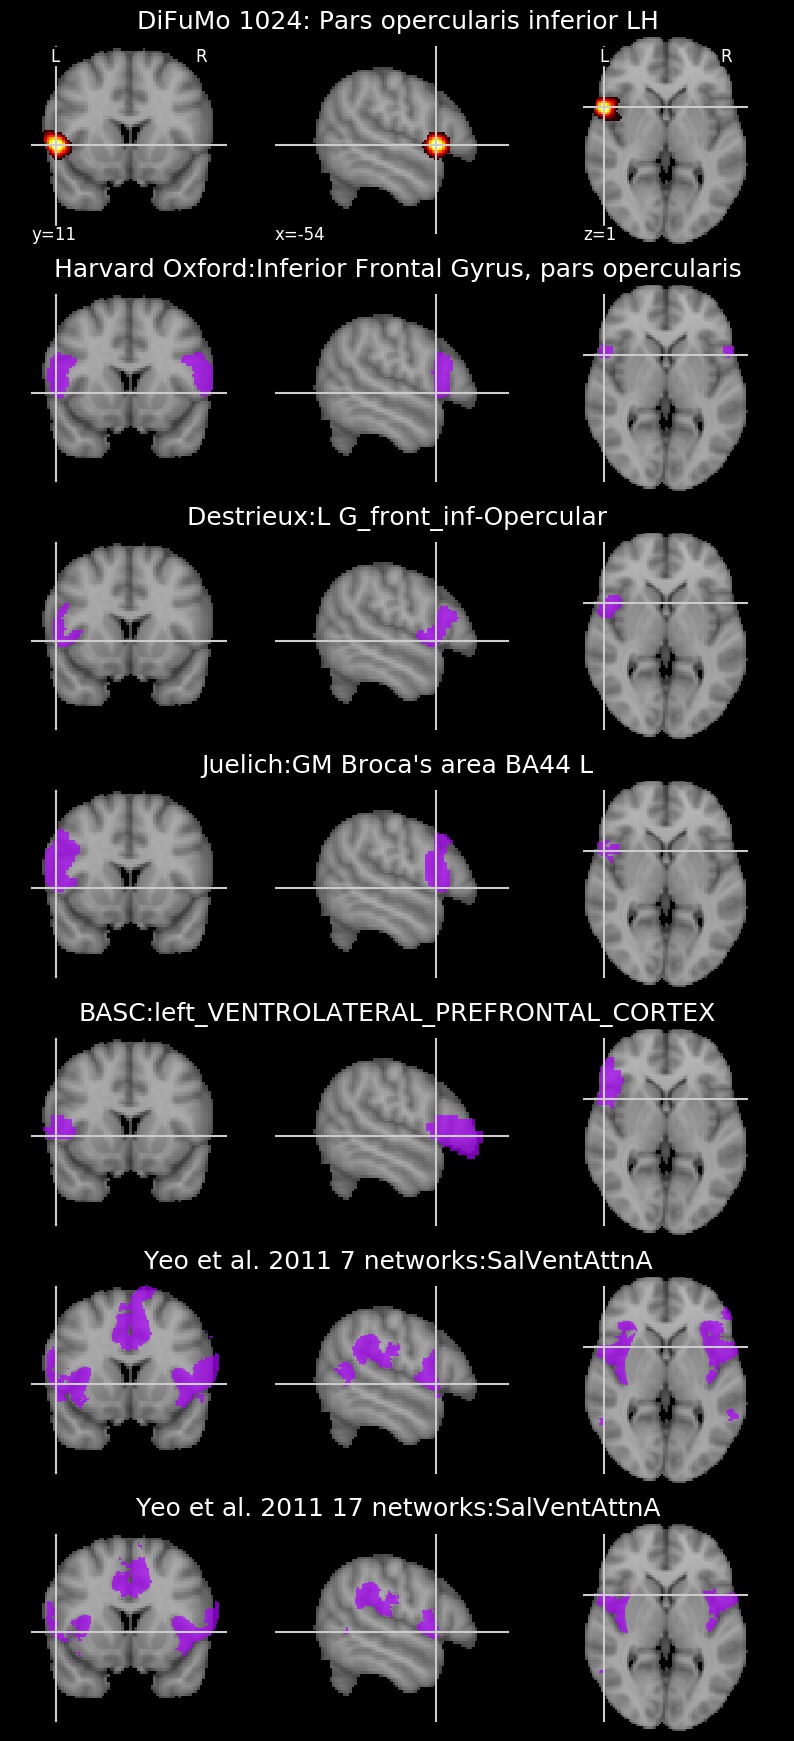 DiFuMo 1024: Pars opercularis inferior LH
L R L R
y=11 x=-54 z=1
Harvard Oxford:Inferior Frontal Gyrus, pars opercularis
Destrieux:L G_front_inf-Opercular
Juelich:GM Broca's area BA44 L
BASC:left_VENTROLATERAL_PREFRONTAL_CORTEX
Yeo et al. 2011 7 networks:SalVentAttnA
Yeo et al. 2011 17 networks:SalVentAttnA